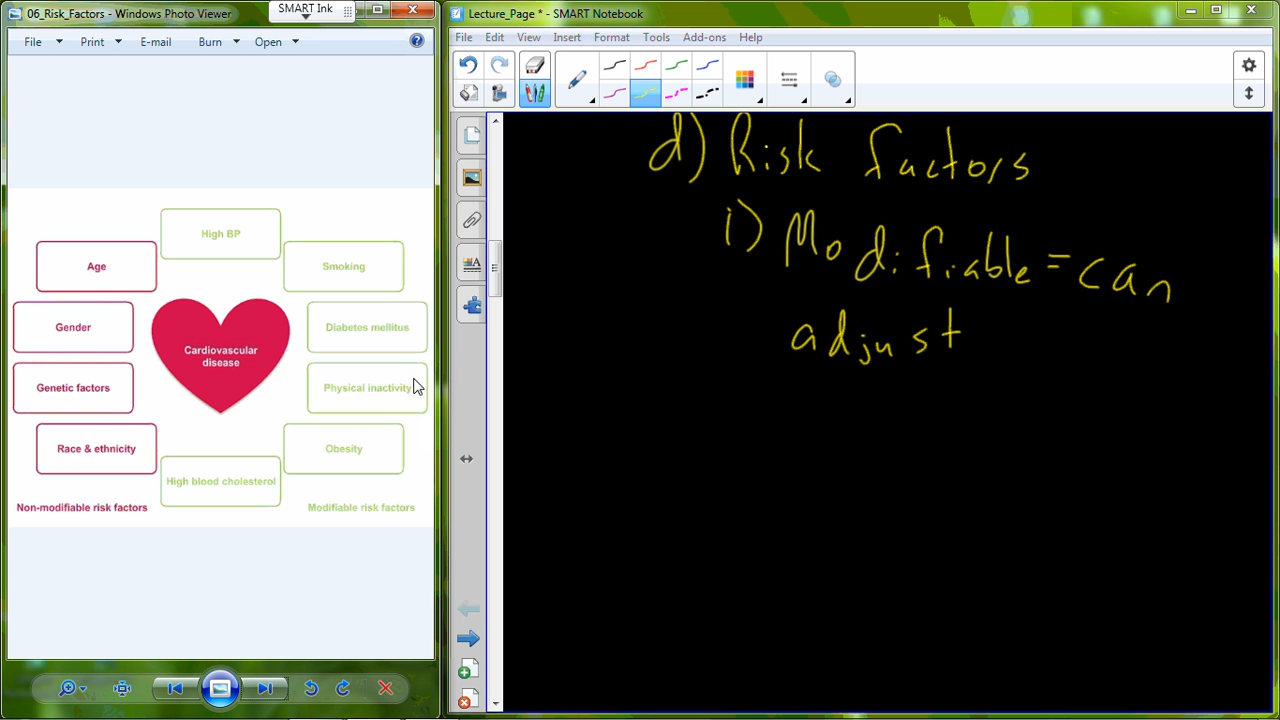 06_Risk_Factors - Windows Photo Viewer
SMART Ink
File Print E-mail Burn Open
High BP
Age
Smoking
Gender
Diabetes mellitus
Cardiovascular
disease
Genetic factors
Physical inactivity
Race & ethnicity
Obesity
High blood cholesterol
Non-modifiable risk factors
Modifiable risk factors
Lecture_Page * - SMART Notebook
File Edit View Insert Format Tools Add-ons Help
d) Risk factors
i) Modifiable = can
adjust